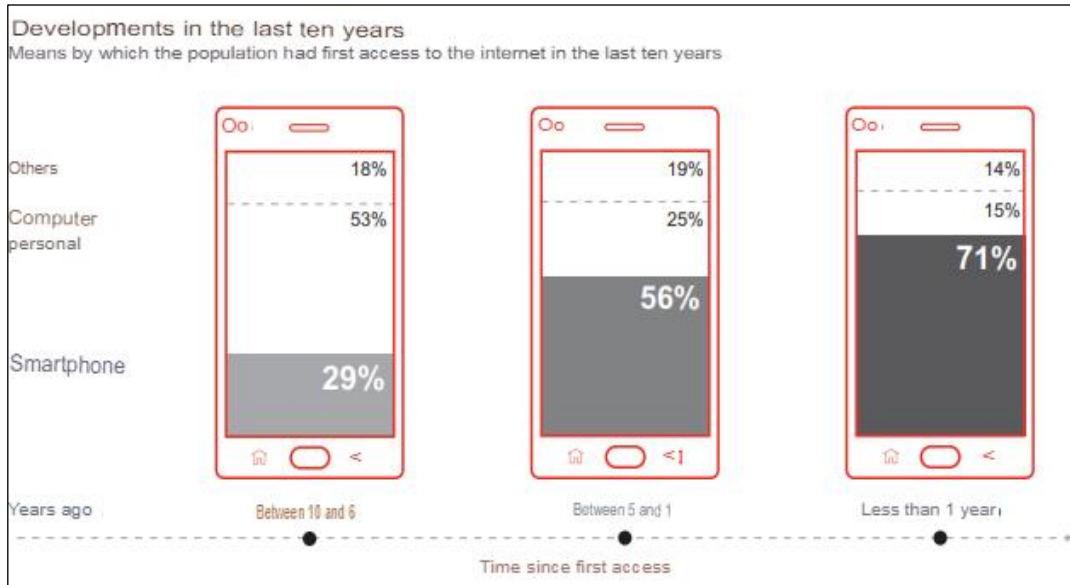 Developments in the last ten years
Means by which the population had first access to the internet in the last ten years
Others 18% 19% 14%
Computer 53% 25% 15%
personal
71%
56%
Smartphone 29%
Years ago Between 10 and 6 Between 5 and 1 Less than 1 year
Time since first access